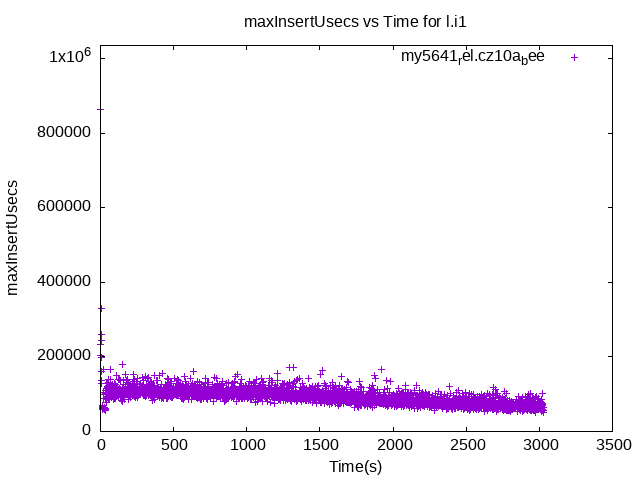 maxInsertUsecs vs Time for l.i1
my5641rel.cz10abee
1x10^6
800000
600000
400000
200000
0
maxInsertUsecs
0 500 1000 1500 2000 2500 3000 3500
Time(s)